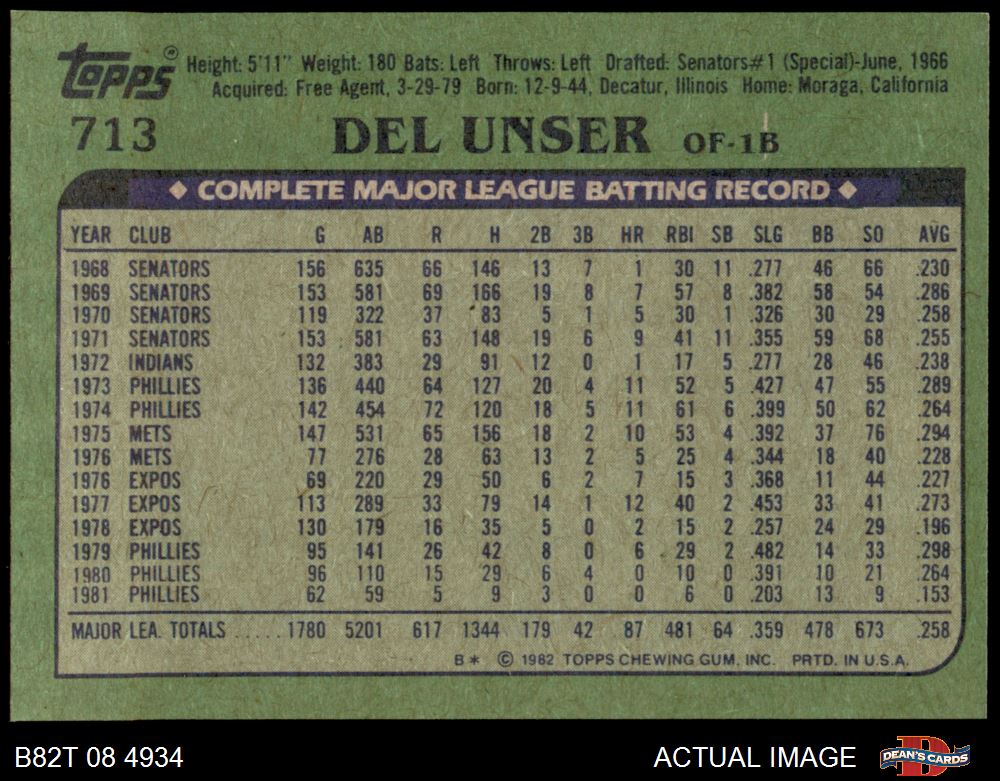 Topps®
Height: 5'11" Weight: 180 Bats: Left Throws: Left Drafted: Senators#1 (Special)-June, 1966
Acquired: Free Agent, 3-29-79 Born: 12-9-44, Decatur, Illinois Home: Moraga, California
713 DEL UNSER OF-1B
◆ COMPLETE MAJOR LEAGUE BATTING RECORD ◆
YEAR CLUB G AB R H 2B 3B HR RBI SB SLG BB SO AVG
1968 SENATORS 156 635 66 146 13 7 1 30 11 .277 46 66 .230
1969 SENATORS 153 581 69 166 19 8 7 57 8 .382 58 54 .286
1970 SENATORS 119 322 37 83 5 1 5 30 1 .326 30 29 .258
1971 SENATORS 153 581 63 148 19 6 9 41 11 .355 59 68 .255
1972 INDIANS 132 383 29 91 12 0 1 17 5 .277 28 46 .238
1973 PHILLIES 136 440 64 127 20 4 11 52 5 .427 47 55 .289
1974 PHILLIES 142 454 72 120 18 5 11 61 6 .399 50 62 .264
1975 METS 147 531 65 156 18 2 10 53 4 .392 37 76 .294
1976 METS 77 276 28 63 13 2 5 25 4 .344 18 40 .228
1976 EXPOS 69 220 29 50 6 2 7 15 3 .368 11 44 .227
1977 EXPOS 113 289 33 79 14 1 12 40 2 .453 33 41 .273
1978 EXPOS 130 179 16 35 5 0 2 15 2 .257 24 29 .196
1979 PHILLIES 95 141 26 42 8 0 6 29 2 .482 14 33 .298
1980 PHILLIES 96 110 15 29 6 4 0 10 0 .391 10 21 .264
1981 PHILLIES 62 59 5 9 3 0 0 6 0 .203 13 9 .153
MAJOR LEA. TOTALS ..... 1780 5201 617 1344 179 42 87 481 64 .359 478 673 .258
B* © 1982 TOPPS CHEWING GUM, INC. PRTD. IN U.S.A.
B82T 08 4934 ACTUAL IMAGE DEAN'S CARDS